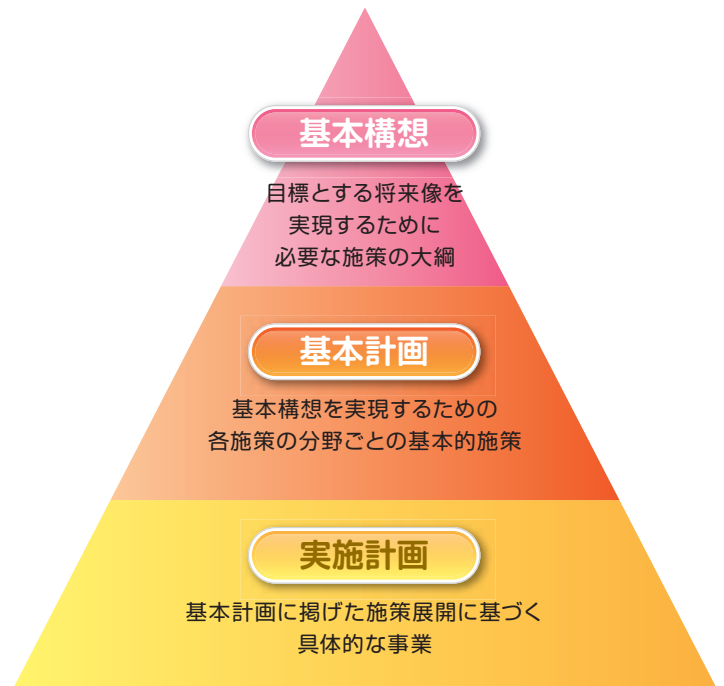 基本構想
目標とする将来像を
実現するために
必要な施策の大綱
基本計画
基本構想を実現するための
各施策の分野ごとの基本的施策
実施計画
基本計画に掲げた施策展開に基づく
具体的な事業